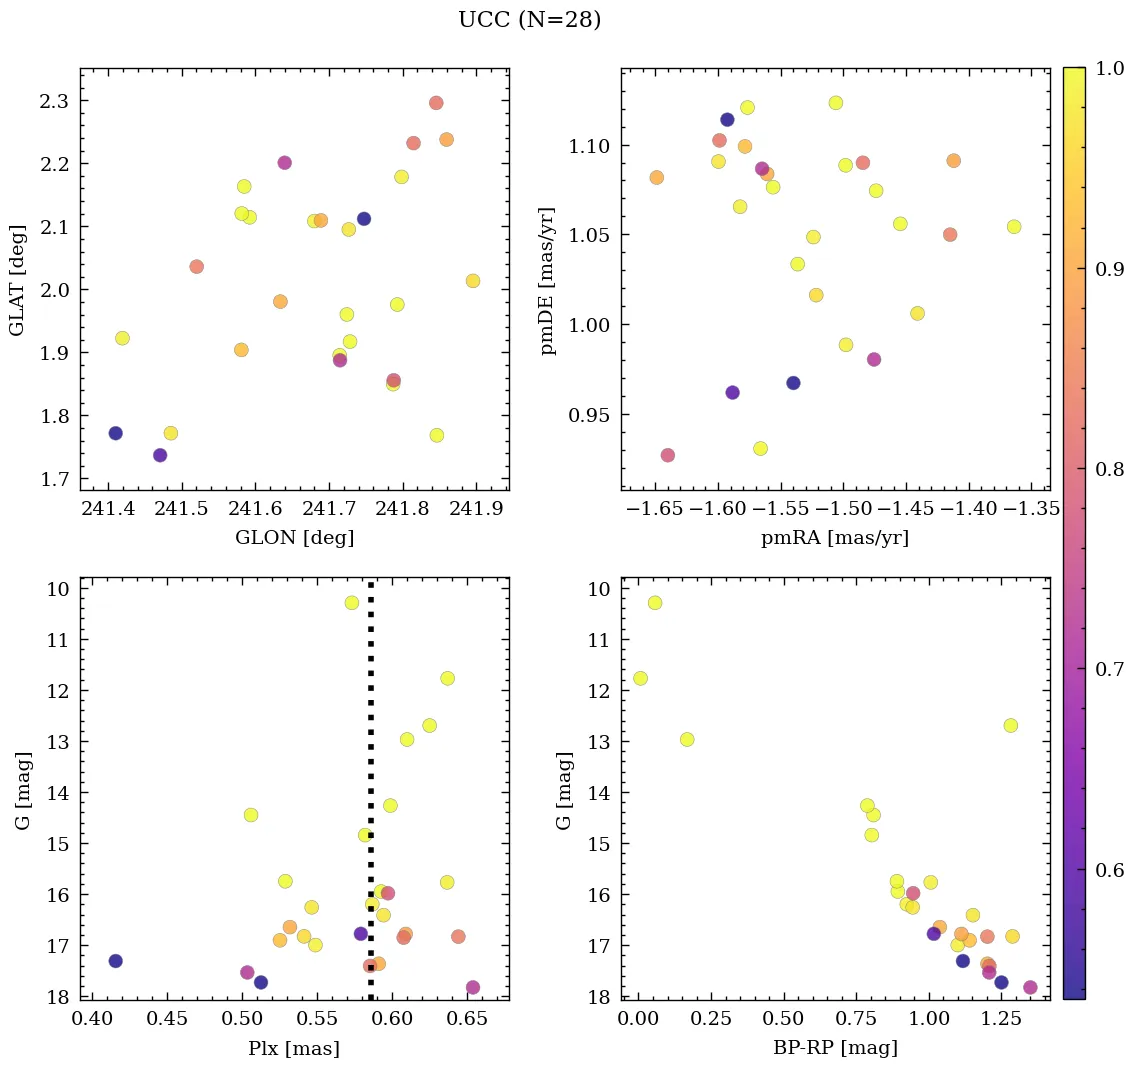 UCC (N=28)
2.3
2.2
2.1
2.0
1.9
1.8
1.7
GLAT [deg]
241.4 241.5 241.6 241.7 241.8 241.9
GLON [deg]
1.10
1.05
1.00
0.95
pmDE [mas/yr]
−1.65 −1.60 −1.55 −1.50 −1.45 −1.40 −1.35
pmRA [mas/yr]
1.0
0.9
0.8
0.7
0.6
10
11
12
13
14
15
16
17
18
G [mag]
0.40 0.45 0.50 0.55 0.60 0.65
Plx [mas]
10
11
12
13
14
15
16
17
18
G [mag]
0.00 0.25 0.50 0.75 1.00 1.25
BP-RP [mag]